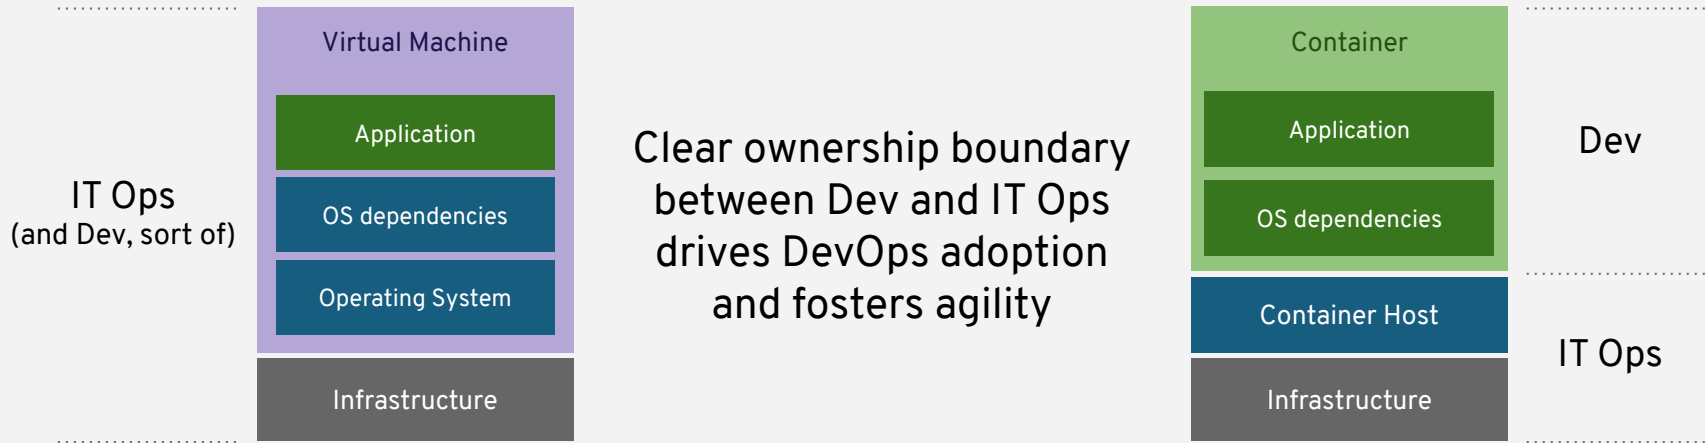 IT Ops
(and Dev, sort of)
Virtual Machine
Application
OS dependencies
Operating System
Infrastructure
Clear ownership boundary
between Dev and IT Ops
drives DevOps adoption
and fosters agility
Container
Application
OS dependencies
Container Host
Infrastructure
Dev
IT Ops